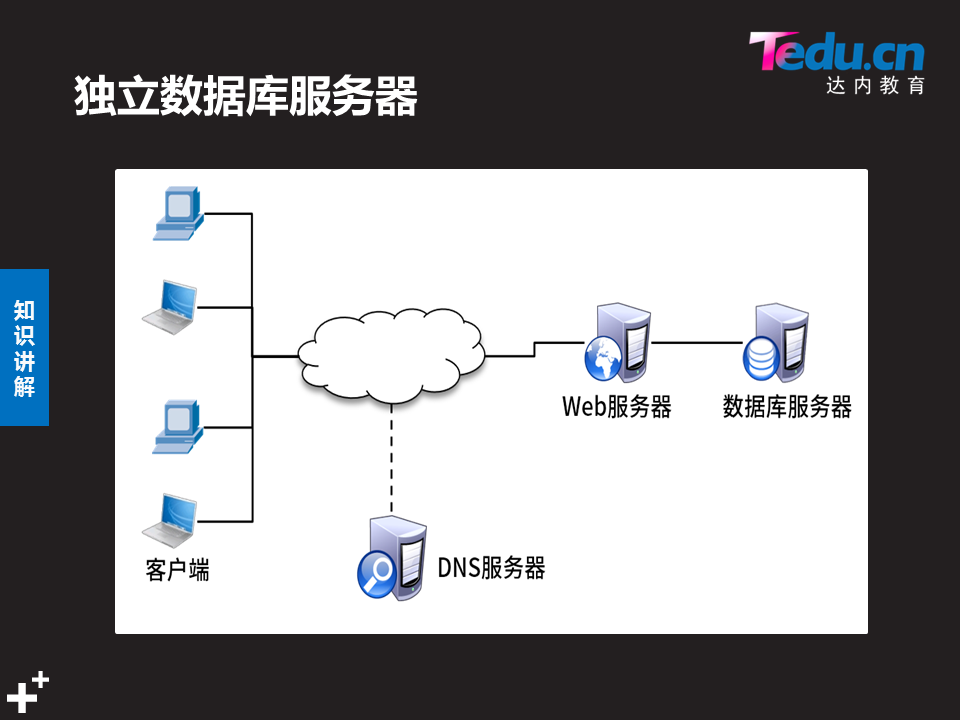 Tedu.cn
达内教育
独立数据库服务器
知识讲解
Web服务器
数据库服务器
DNS服务器
客户端